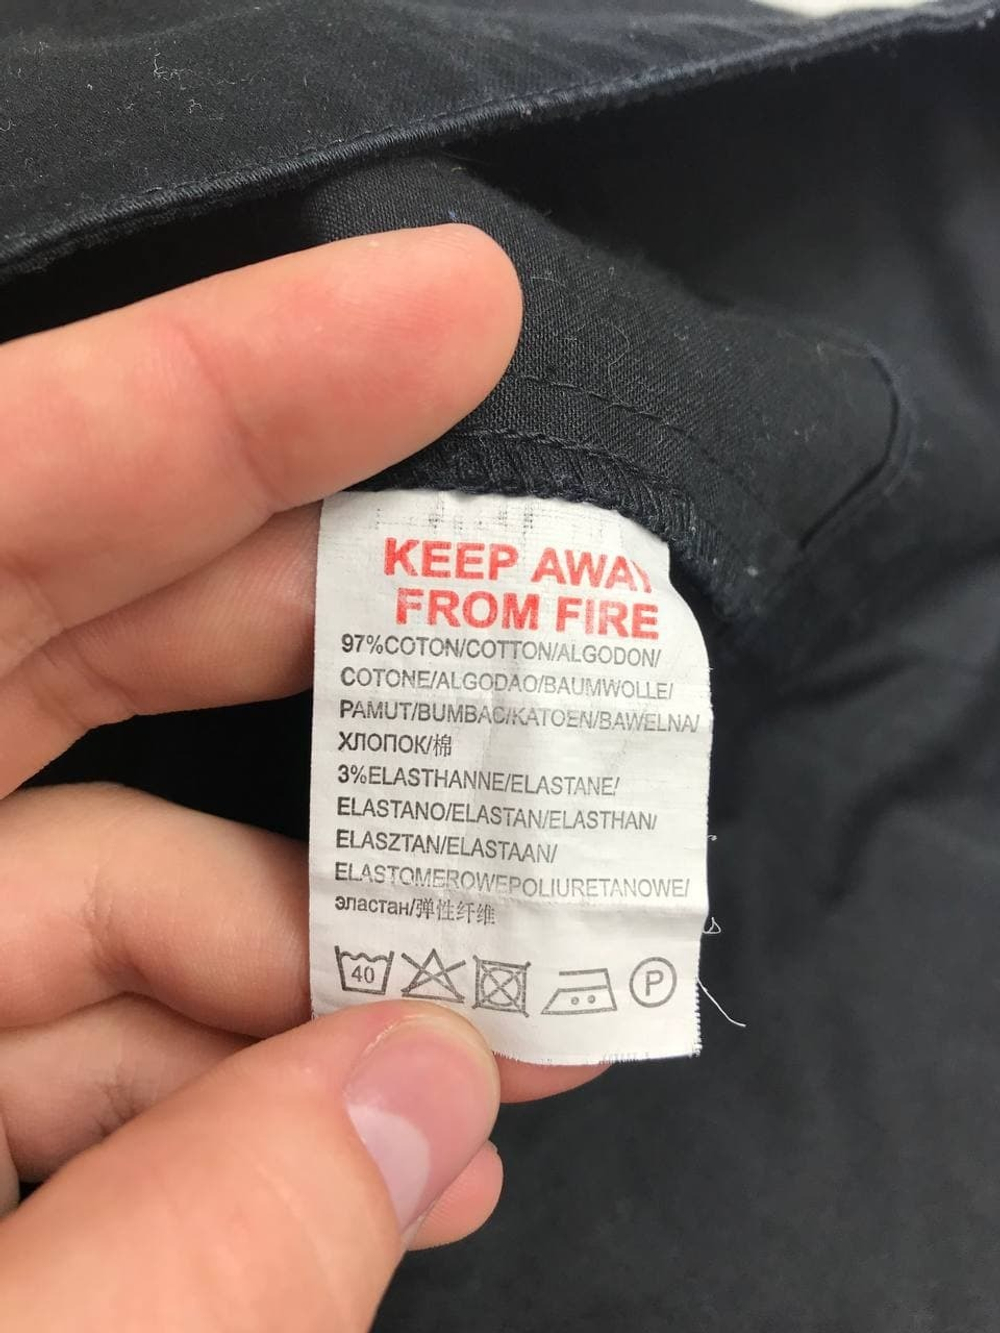 KEEP AWAY
FROM FIRE
97%COTON/COTTON/ALGODON/
COTONE/ALGODAO/BAUMWOLLE/
PAMUT/BUMBAC/KATOEN/BAWELNA/
ХЛОПОК/棉
3%ELASTHANNE/ELASTANE/
ELASTANO/ELASTAN/ELASTHAN/
ELASZTAN/ELASTAAN/
ELASTOMEROWEPOLIURETANOWE/
эластан/弹性纤维
40 P